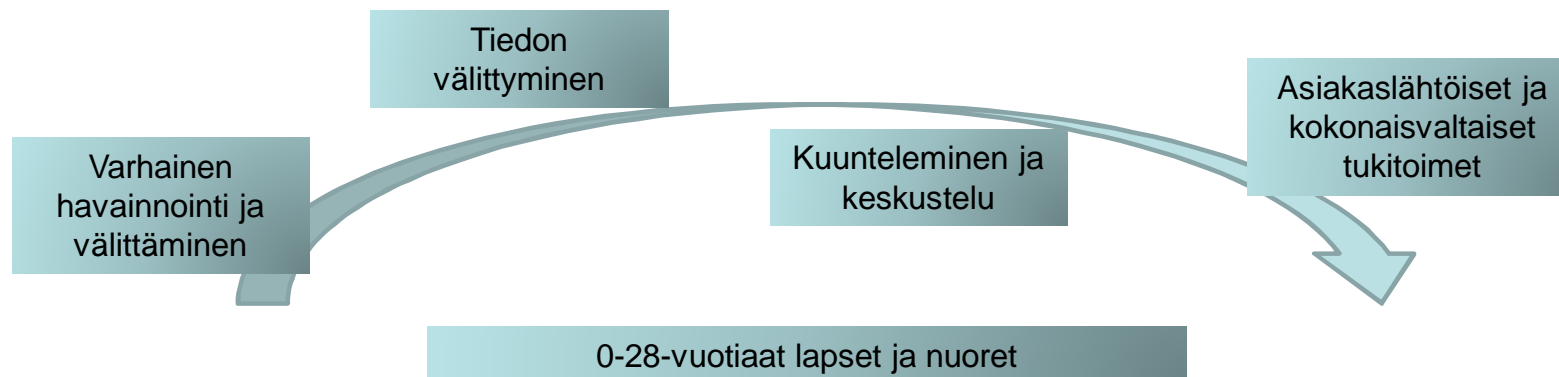 Varhainen
havainnointi ja
välittäminen
Tiedon
välittyminen
Kuunteleminen ja
keskustelu
Asiakaslähtöiset ja
kokonaisvaltaiset
tukitoimet
0-28-vuotiaat lapset ja nuoret